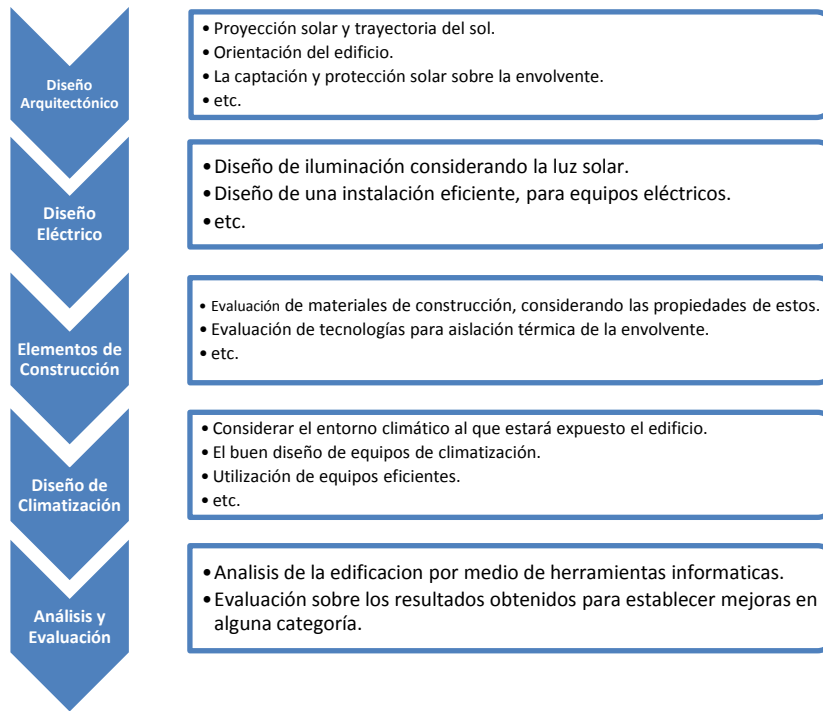 Diseño
Arquitectónico
• Proyección solar y trayectoria del sol.
• Orientación del edificio.
• La captación y protección solar sobre la envolvente.
• etc.
Diseño
Eléctrico
• Diseño de iluminación considerando la luz solar.
• Diseño de una instalación eficiente, para equipos eléctricos.
• etc.
Elementos de
Construcción
• Evaluación de materiales de construcción, considerando las propiedades de estos.
• Evaluación de tecnologías para aislación térmica de la envolvente.
• etc.
Diseño de
Climatización
• Considerar el entorno climático al que estará expuesto el edificio.
• El buen diseño de equipos de climatización.
• Utilización de equipos eficientes.
• etc.
Análisis y
Evaluación
• Analisis de la edificacion por medio de herramientas informaticas.
• Evaluación sobre los resultados obtenidos para establecer mejoras en
alguna categoría.